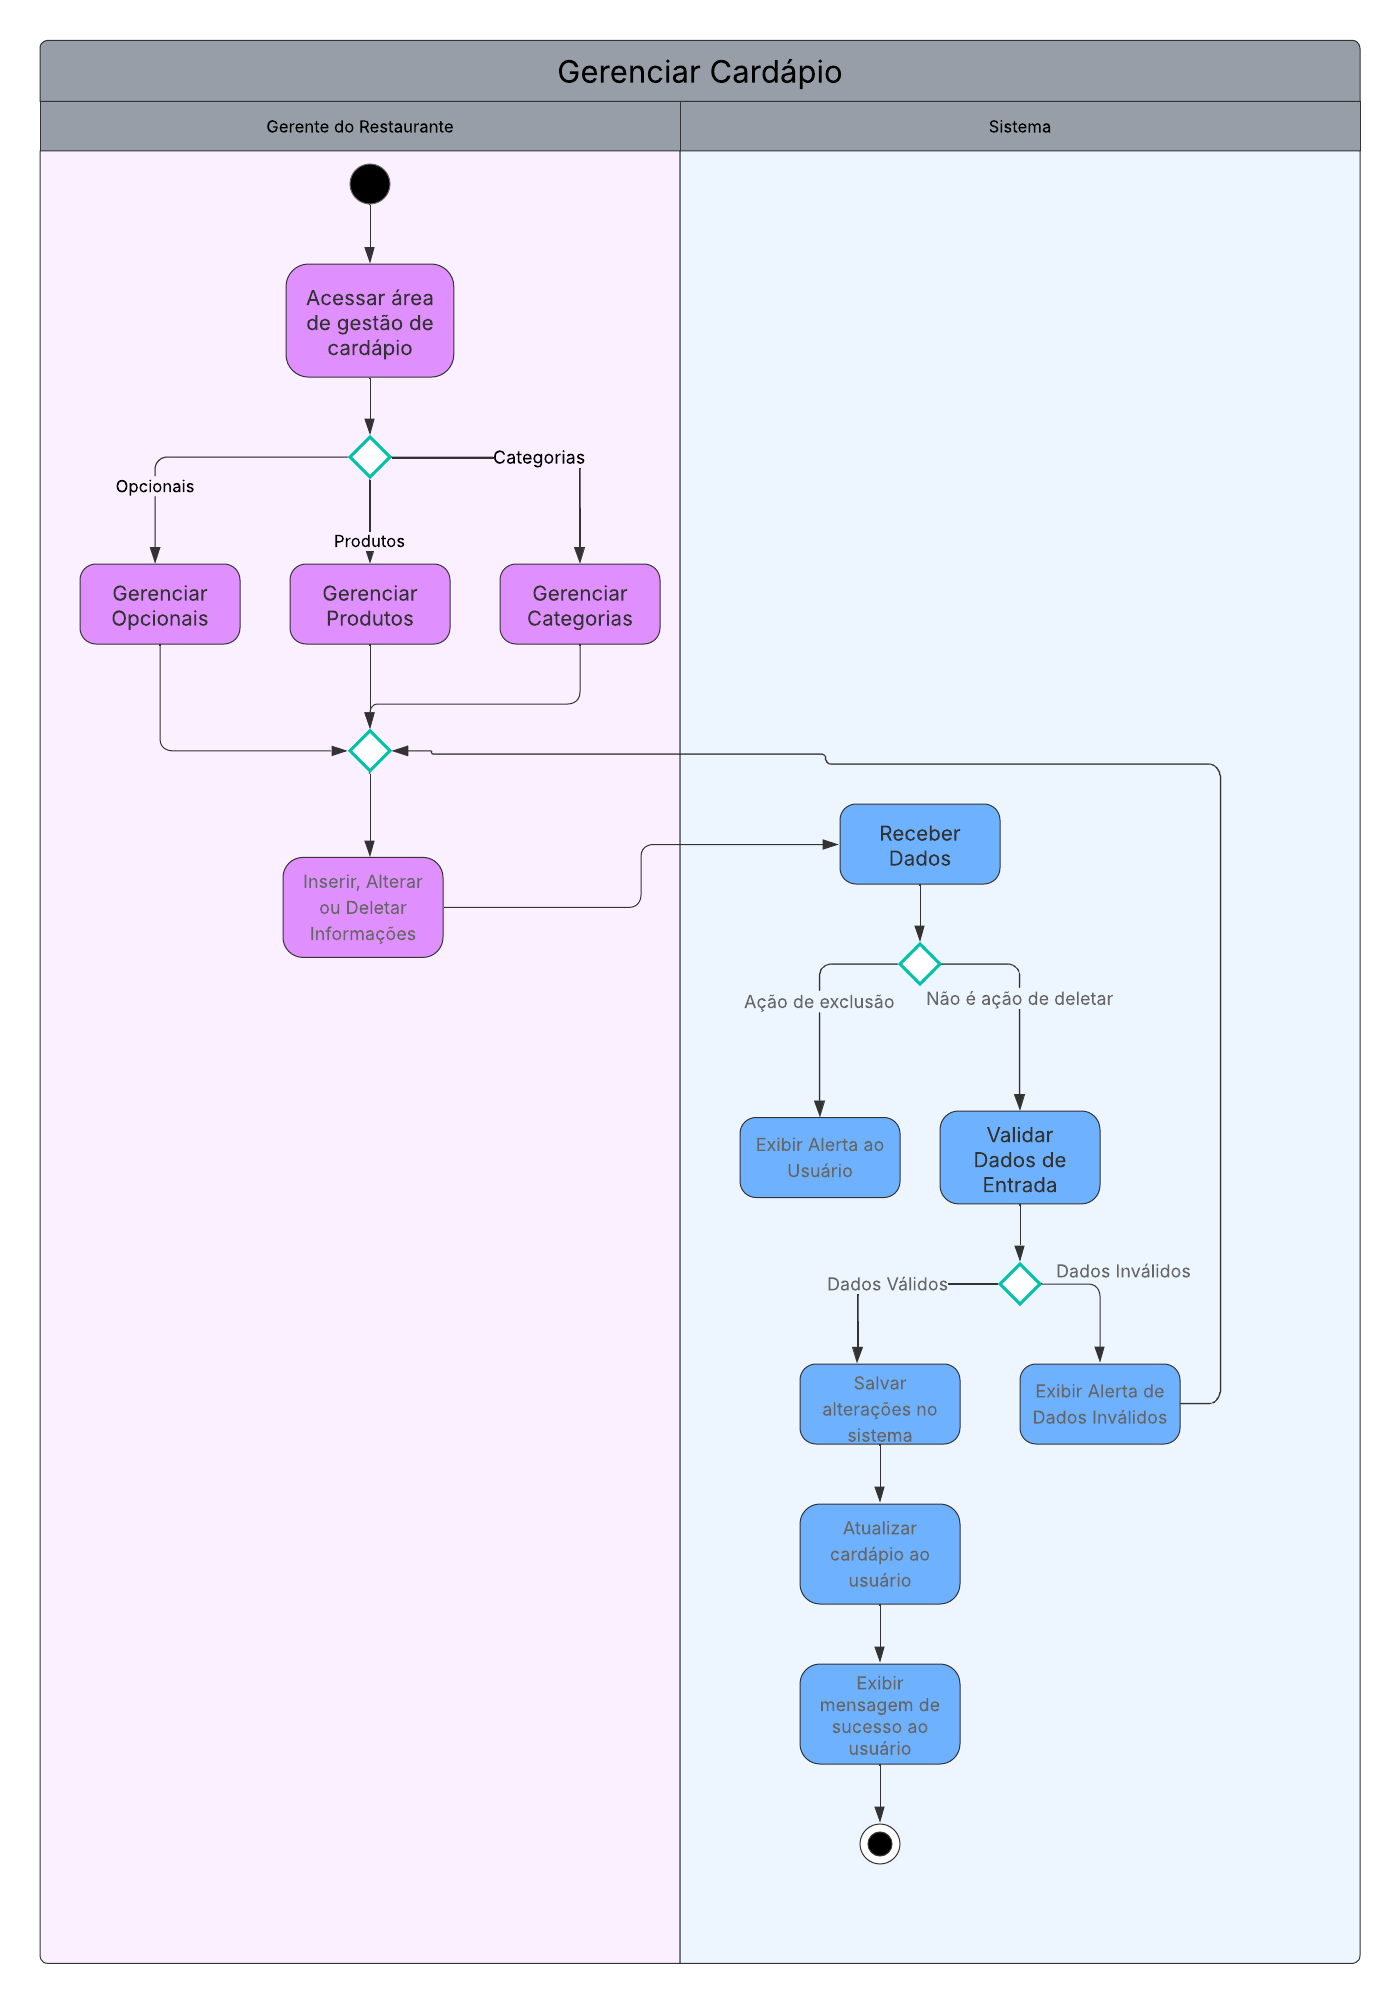 Gerenciar Cardápio
Gerente do Restaurante
Sistema
Acessar área
de gestão de
cardápio
Categorias
Opcionais
Produtos
Gerenciar
Opcionais
Gerenciar
Produtos
Gerenciar
Categorias
Receber
Dados
Inserir, Alterar
ou Deletar
Informações
Ação de exclusão
Não é ação de deletar
Exibir Alerta ao
Usuário
Validar
Dados de
Entrada
Dados Válidos
Dados Inválidos
Salvar
alterações no
sistema
Exibir Alerta de
Dados Inválidos
Atualizar
cardápio ao
usuário
Exibir
mensagem de
sucesso ao
usuário